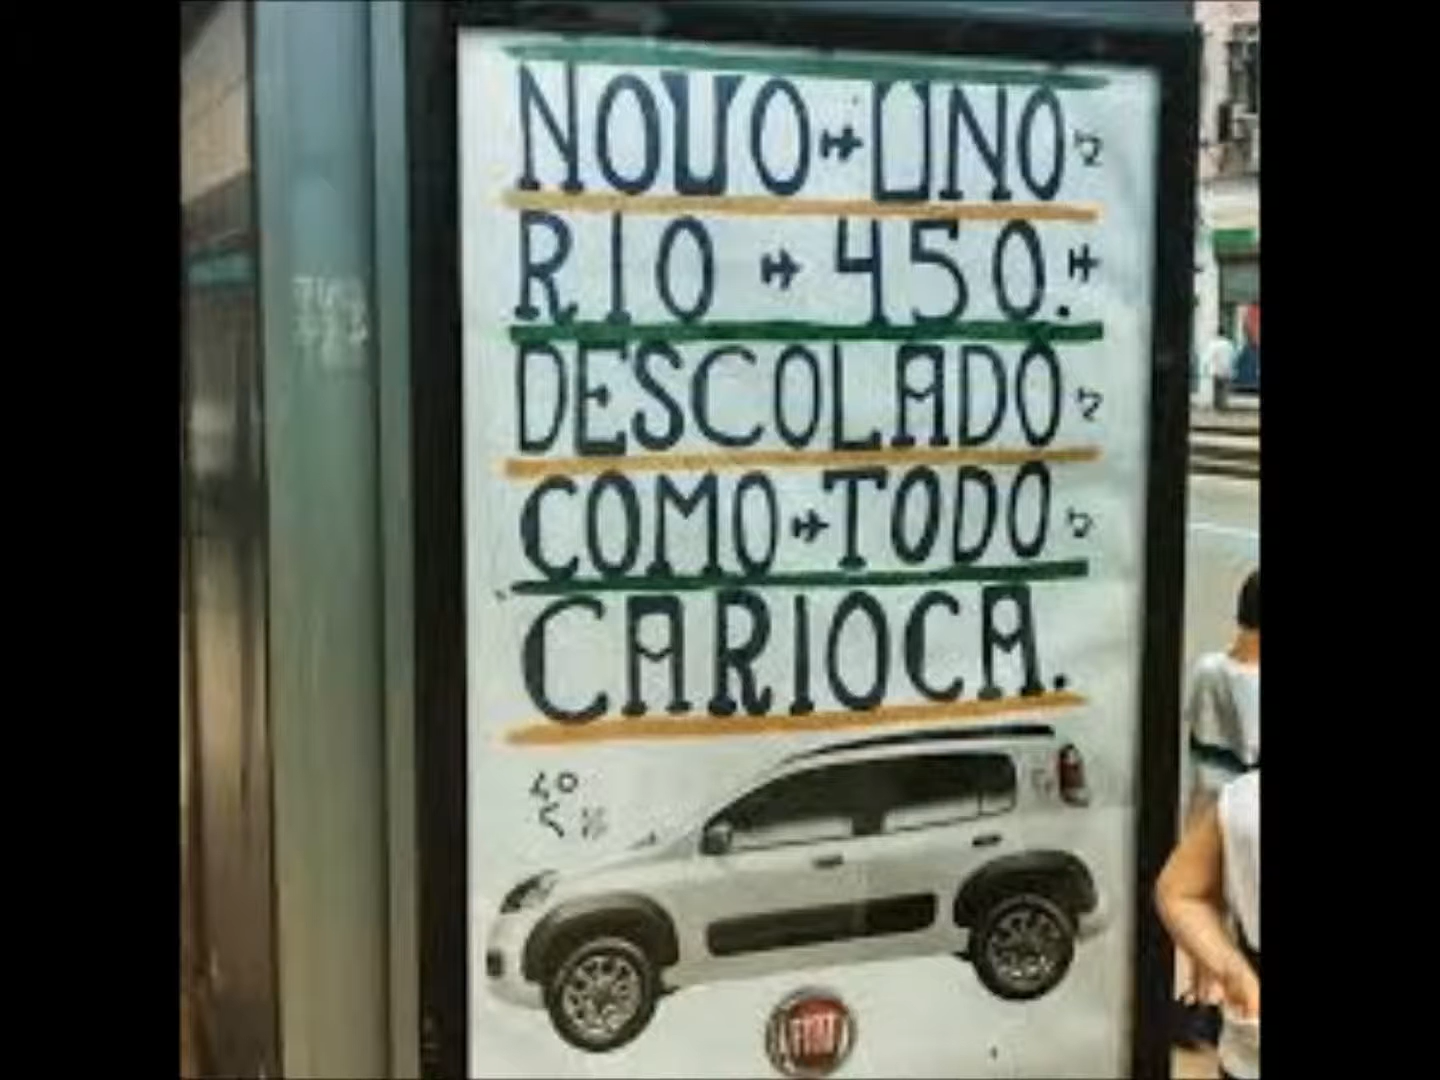 NOVO UNO
RIO 450.
DESCOLADO
COMO TODO
CARIOCA.
FIAT